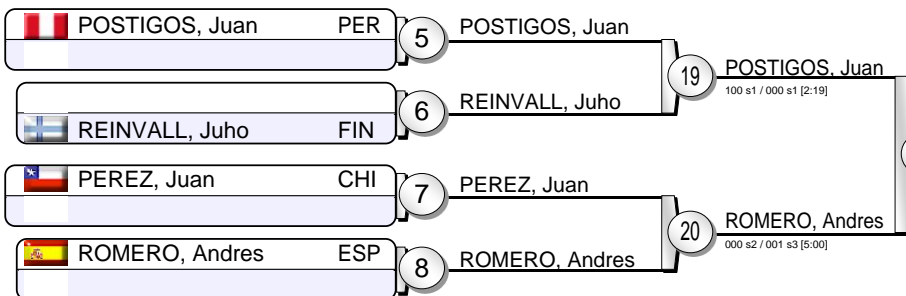 POSTIGOS, Juan PER
5
POSTIGOS, Juan
19
POSTIGOS, Juan
100 s1 / 000 s1 [2:19]
6
REINVALL, Juho
REINVALL, Juho FIN
PEREZ, Juan CHI
7
PEREZ, Juan
20
ROMERO, Andres
000 s2 / 001 s3 [5:00]
ROMERO, Andres ESP
8
ROMERO, Andres